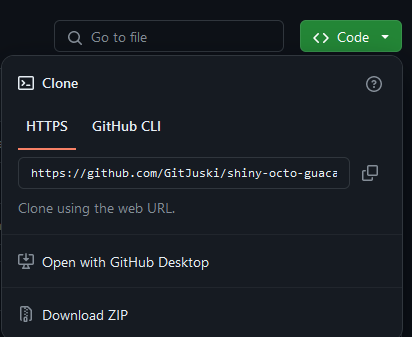 Go to file
Code
Clone
HTTPS
GitHub CLI
https://github.com/GitJuski/shiny-octo-guaca
Clone using the web URL.
Open with GitHub Desktop
Download ZIP